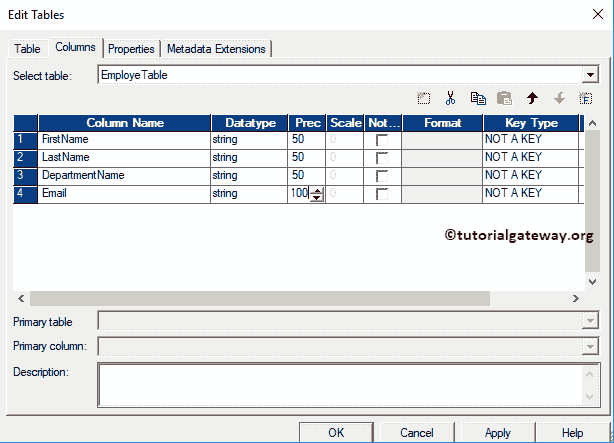 Edit Tables
Table Columns Properties Metadata Extensions
Select table: EmployeTable
Column Name Datatype Prec Scale Not... Format Key Type
1 FirstName string 50 0 NOT A KEY
2 LastName string 50 0 NOT A KEY
3 DepartmentName string 50 0 NOT A KEY
4 Email string 100 0 NOT A KEY
©tutorialgateway.org
Primary table
Primary column:
Description:
OK Cancel Apply Help